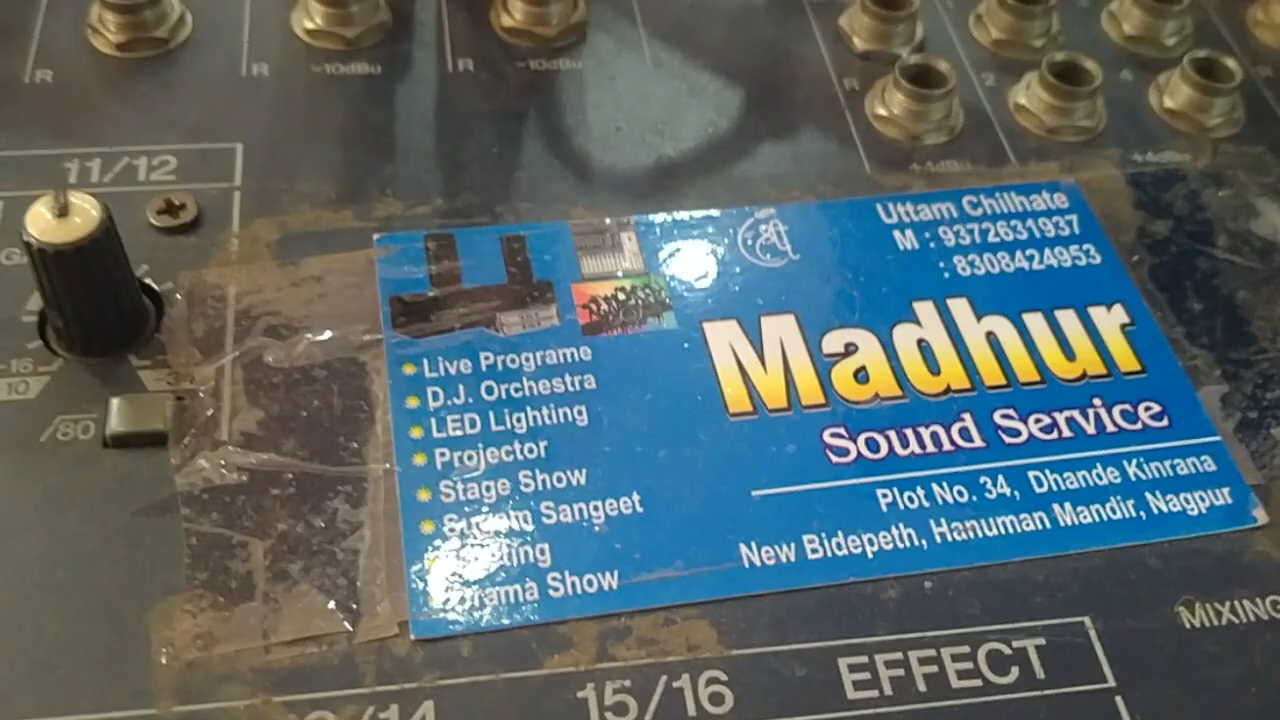 R
R
-10dBu
R
-10dBu
R
2
4
+4dBu
+4dBu
11/12
-16
10
/80
श्री
Uttam Chilhate
M : 9372631937
: 8308424953
Madhur
Sound Service
Live Programe
D.J. Orchestra
LED Lighting
Projector
Stage Show
Sangeet
Drama Show
Plot No. 34, Dhande Kinrana
New Bidepeth, Hanuman Mandir, Nagpur
MIXING
/14
15/16
EFFECT